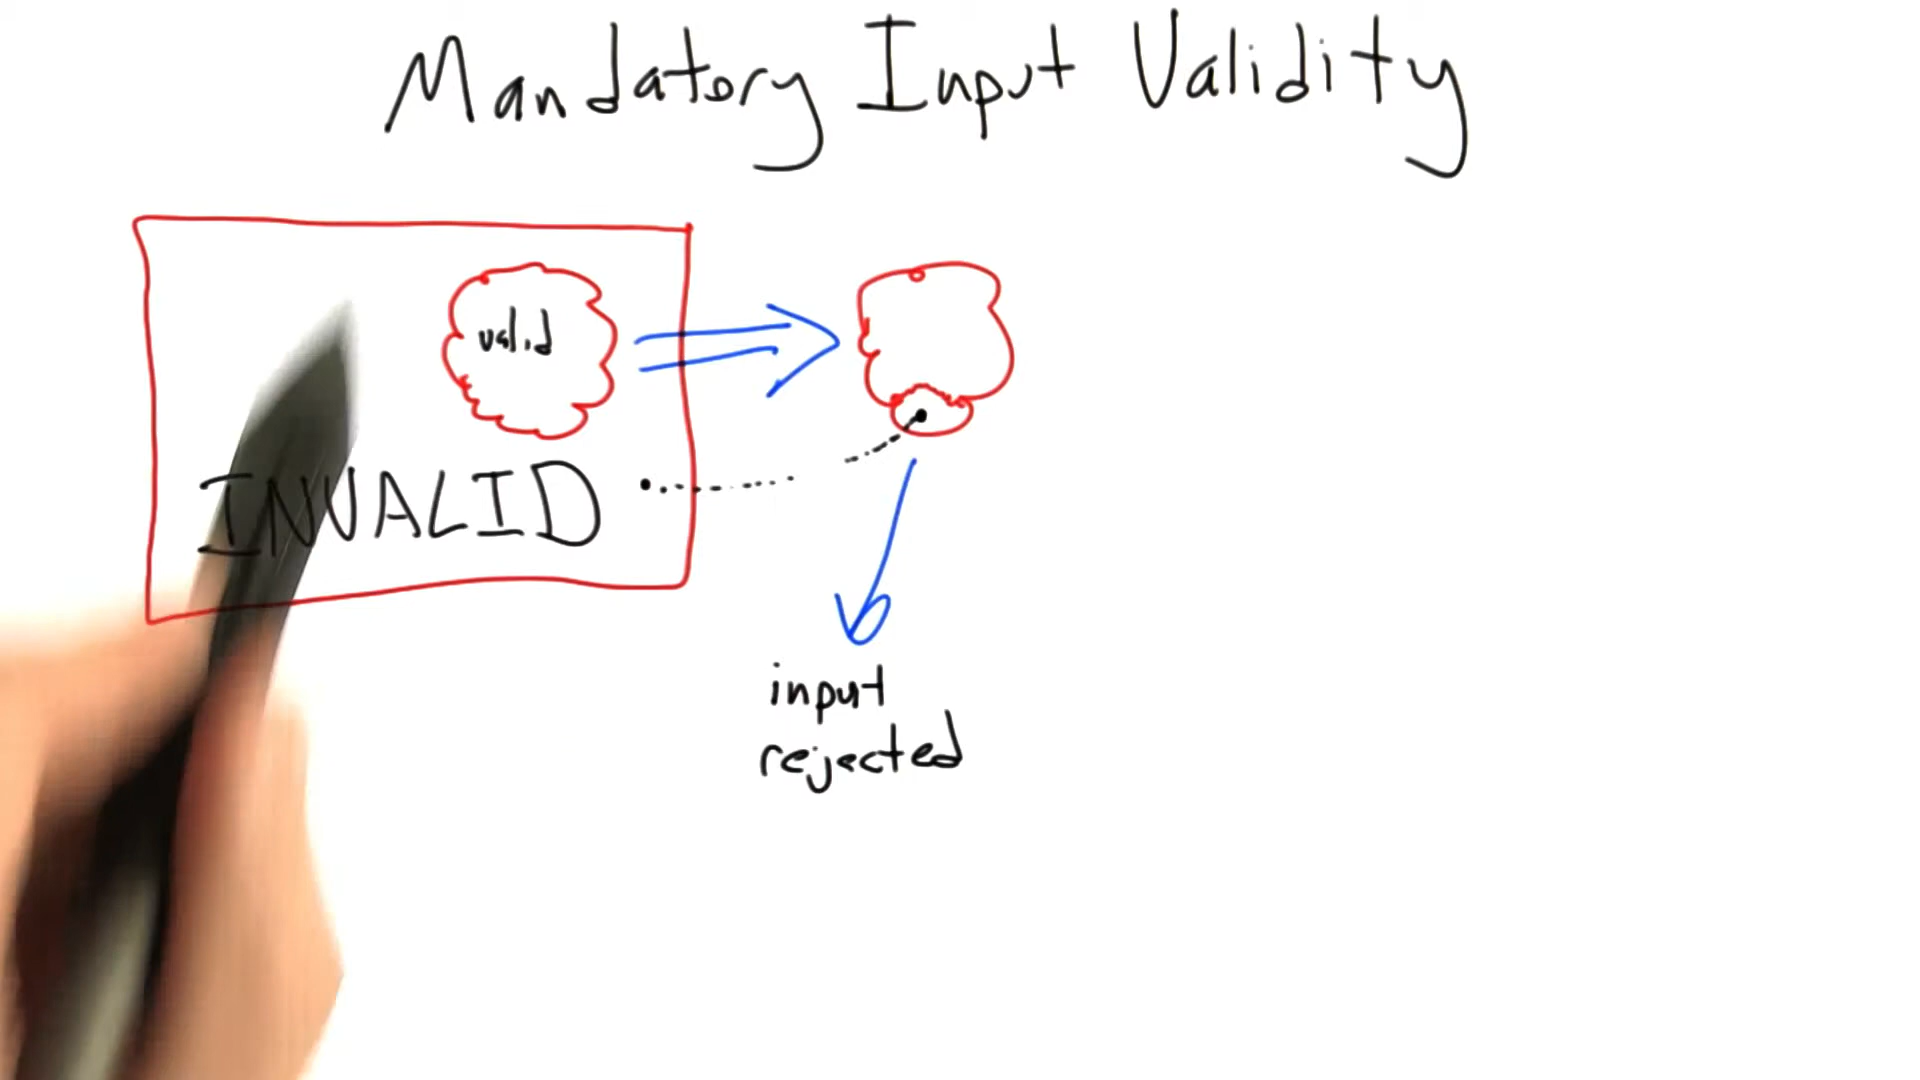 Mandatory Input Validity
valid
INVALID
input
rejected